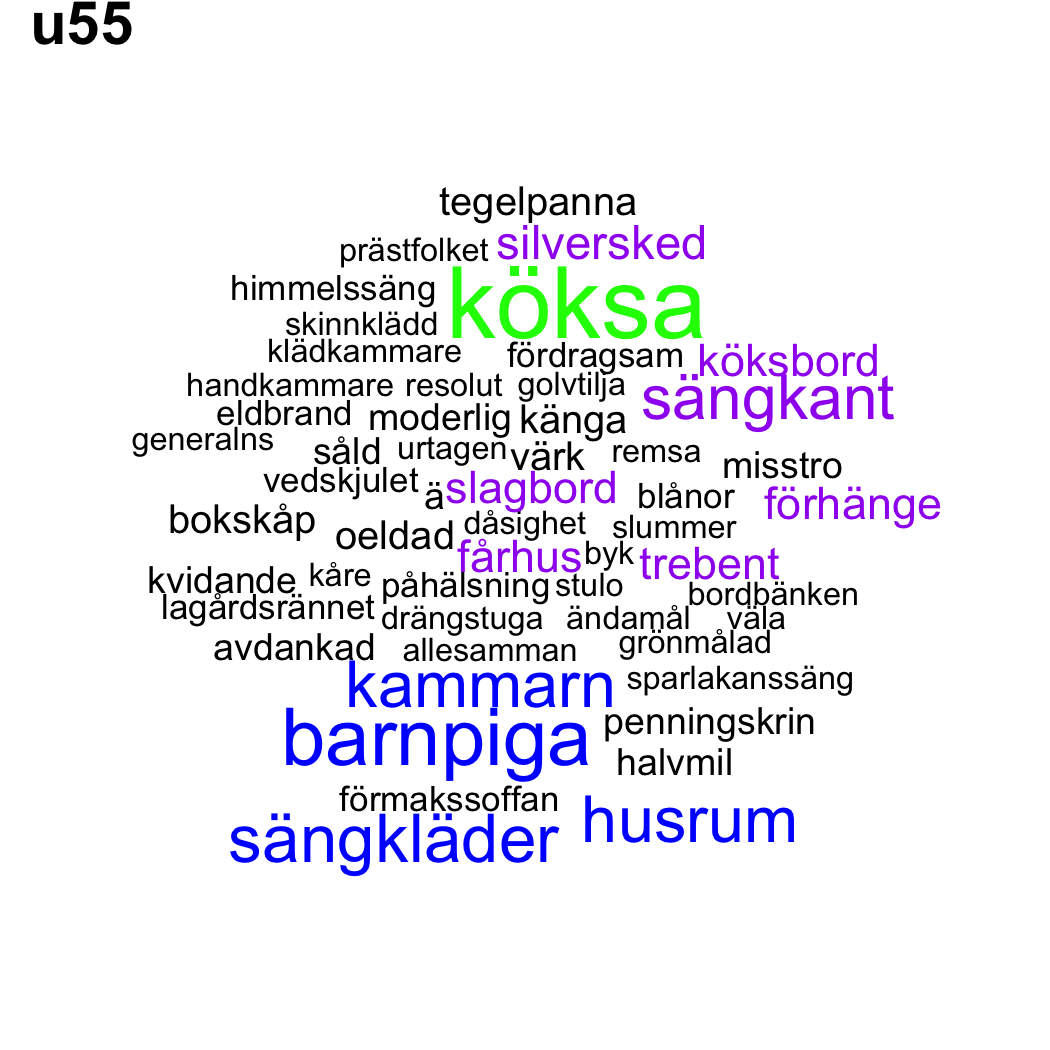 u55
tegelpanna
prästfolket silversked
himmelssäng köksa
skinnklädd
klädkammare fördragsam köksbord
handkammare resolut golvtilja sängkant
eldbrand moderlig känga
generalns såld urtagen värk remsa misstro
vedskjulet ä slagbord blånor förhänge
bokskåp oeldad dåsighet slummer
fårhus byk trebent
kvidande kåre påhälsning stulo bordbänken
lagårdsrännet drängstuga ändamål väla
avdankad allesamman grönmålad
kammarn sparlakanssäng
barnpiga penningskrin
halvmil
förmakssoffan husrum
sängkläder